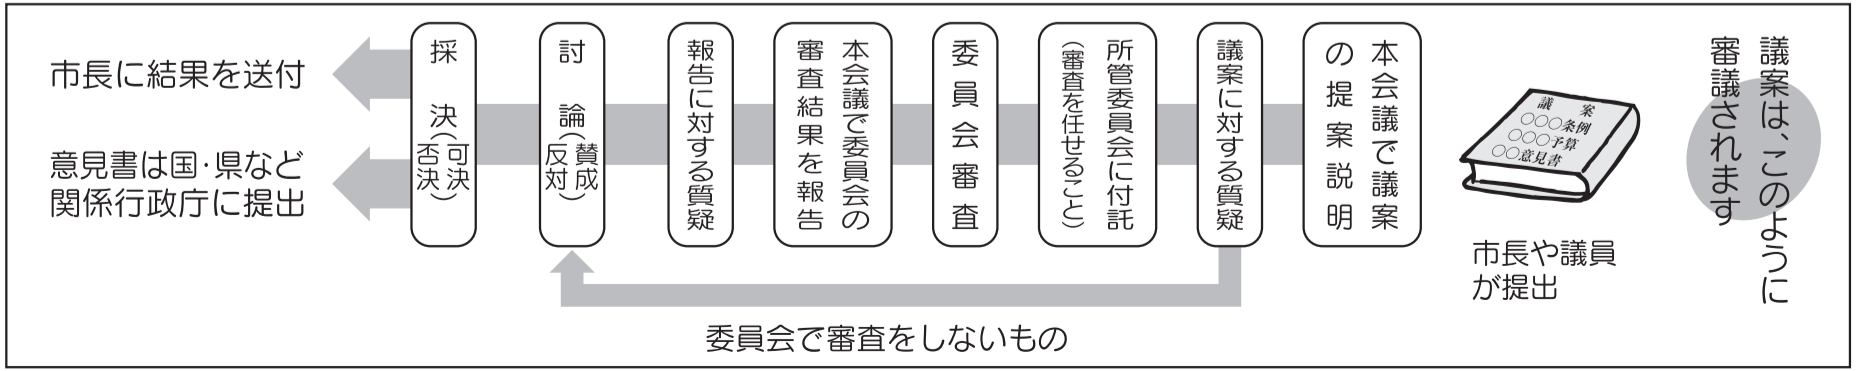 議案は、このように
審議されます
議　案
○○○条例
○○○予算
○○意見書
市長や議員
が提出
本会議で議案
の提案説明
議案に対する質疑
所管委員会に付託
（審査を任せること）
委員会審査
本会議で委員会の
審査結果を報告
報告に対する質疑
討　論（賛成
反対）
採　決（可決
否決）
委員会で審査をしないもの
市長に結果を送付
意見書は国・県など
関係行政庁に提出